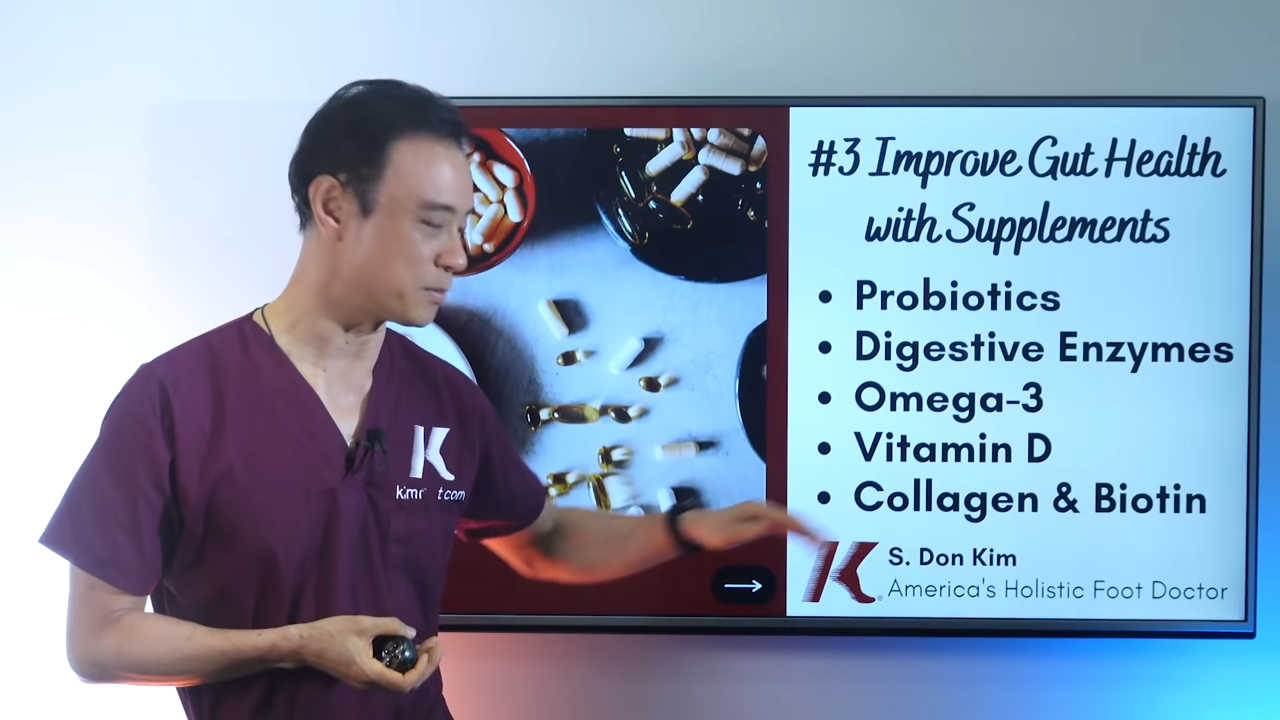 #3 Improve Gut Health
with Supplements
• Probiotics
• Digestive Enzymes
• Omega-3
• Vitamin D
• Collagen & Biotin
K S. Don Kim
America's Holistic Foot Doctor
K